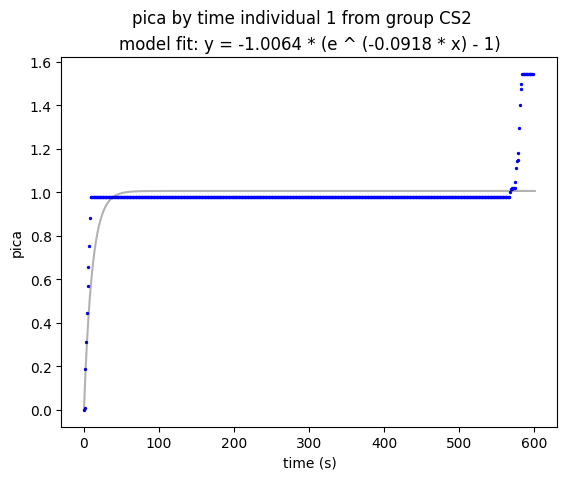 pica by time individual 1 from group CS2
model fit: y = -1.0064 * (e ^ (-0.0918 * x) - 1)
1.6
1.4
1.2
1.0
0.8
0.6
0.4
0.2
0.0
pica
0 100 200 300 400 500 600
time (s)